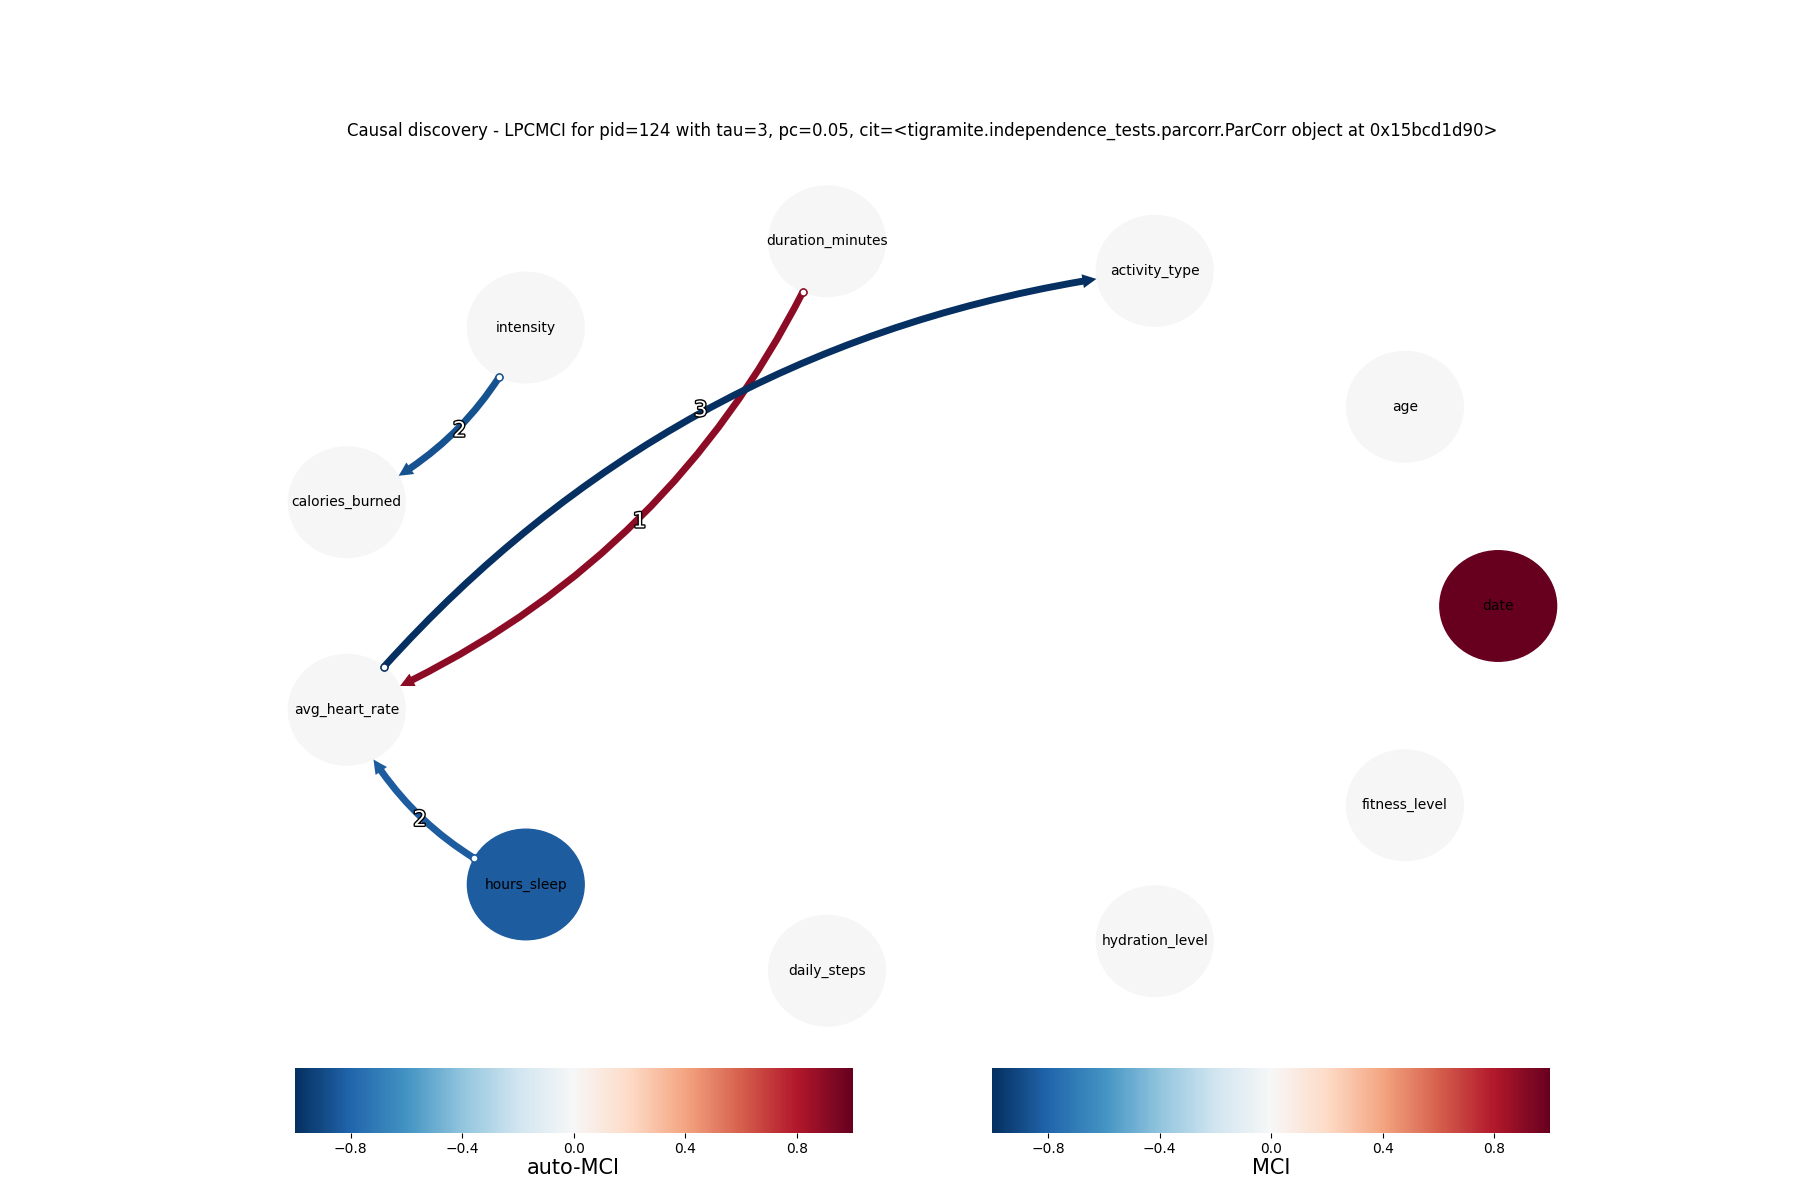 Causal discovery - LPCMCI for pid=124 with tau=3, pc=0.05, cit=<tigramite.independence_tests.parcorr.ParCorr object at 0x15bcd1d90>
duration_minutes
activity_type
intensity
age
3
2
calories_burned
1
date
avg_heart_rate
fitness_level
2
hours_sleep
hydration_level
daily_steps
−0.8 −0.4 0.0 0.4 0.8
auto-MCI
−0.8 −0.4 0.0 0.4 0.8
MCI